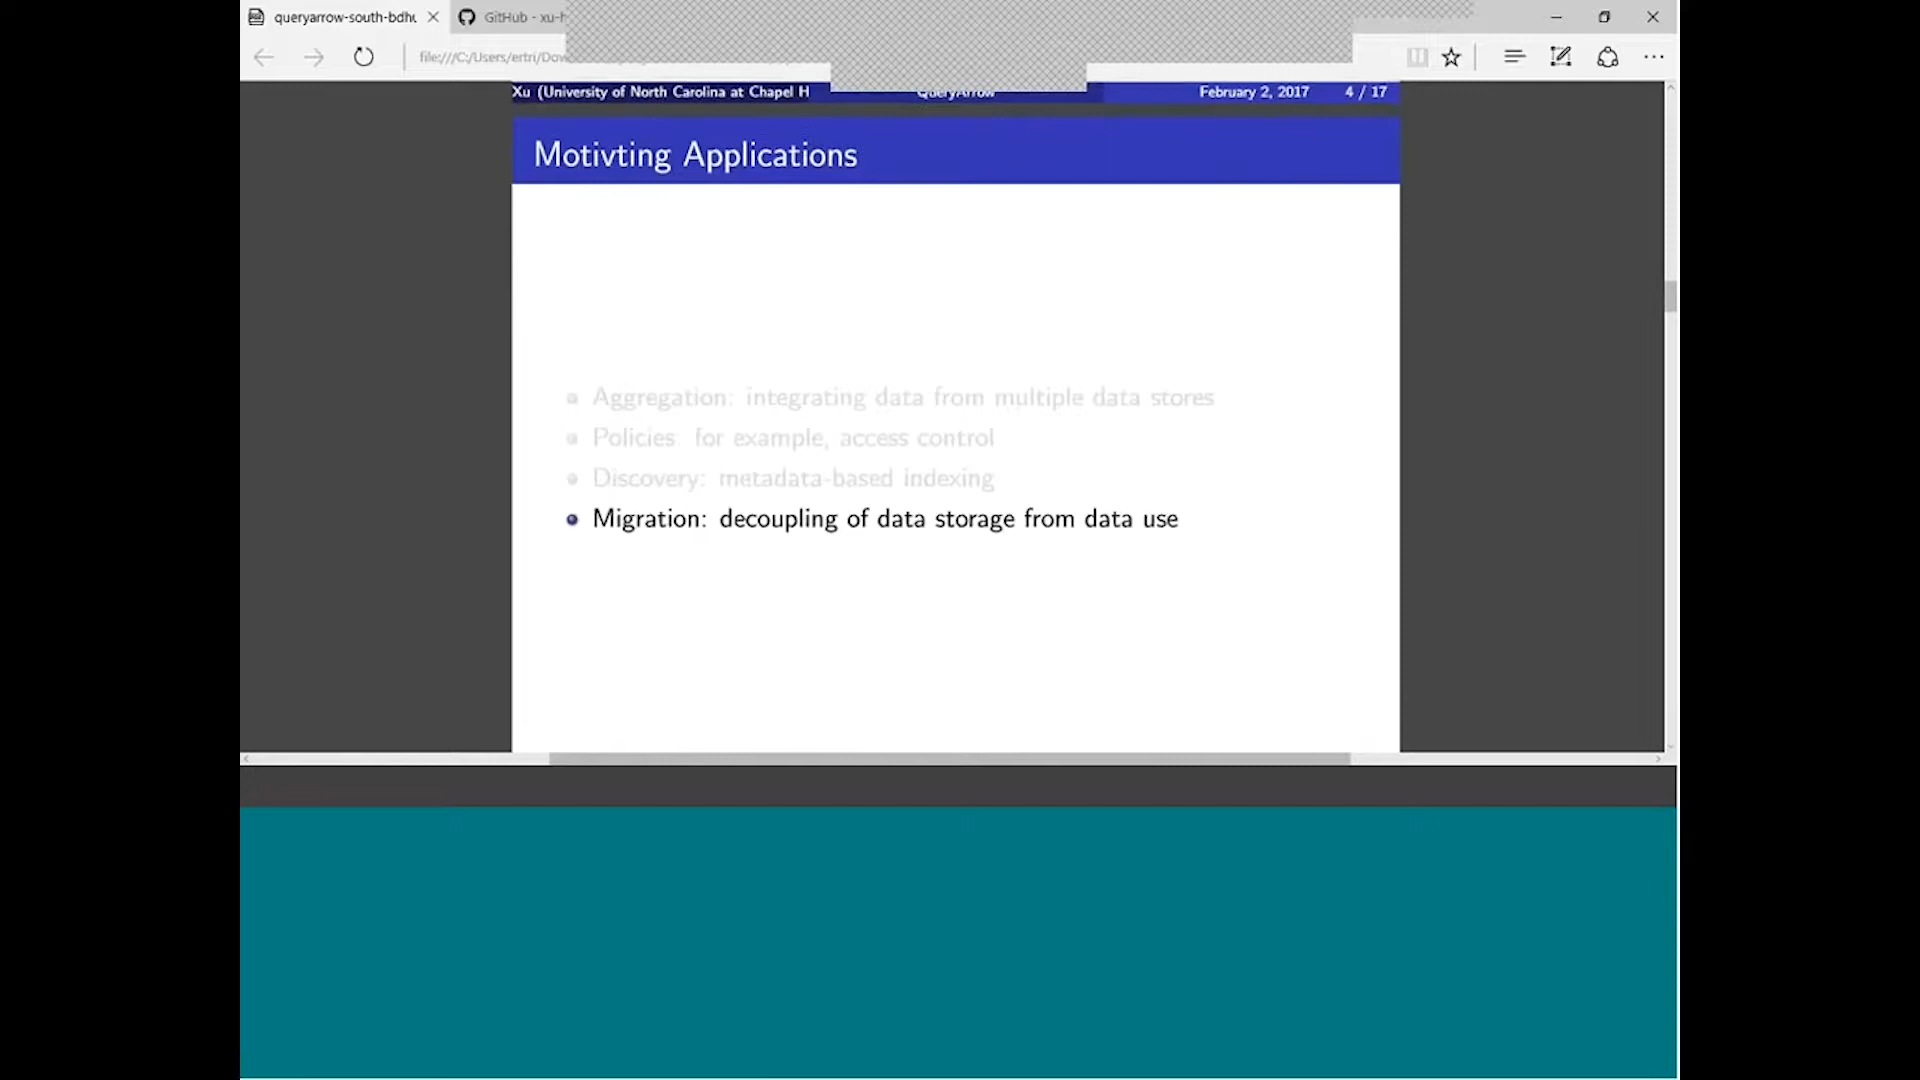 queryarrow-south-bdhu
GitHub - xu-h
file:///C:/Users/ertri/Dow
Xu (University of North Carolina at Chapel H QueryArrow February 2, 2017 4 / 17
Motivting Applications
Aggregation: integrating data from multiple data stores
Policies: for example, access control
Discovery: metadata-based indexing
Migration: decoupling of data storage from data use